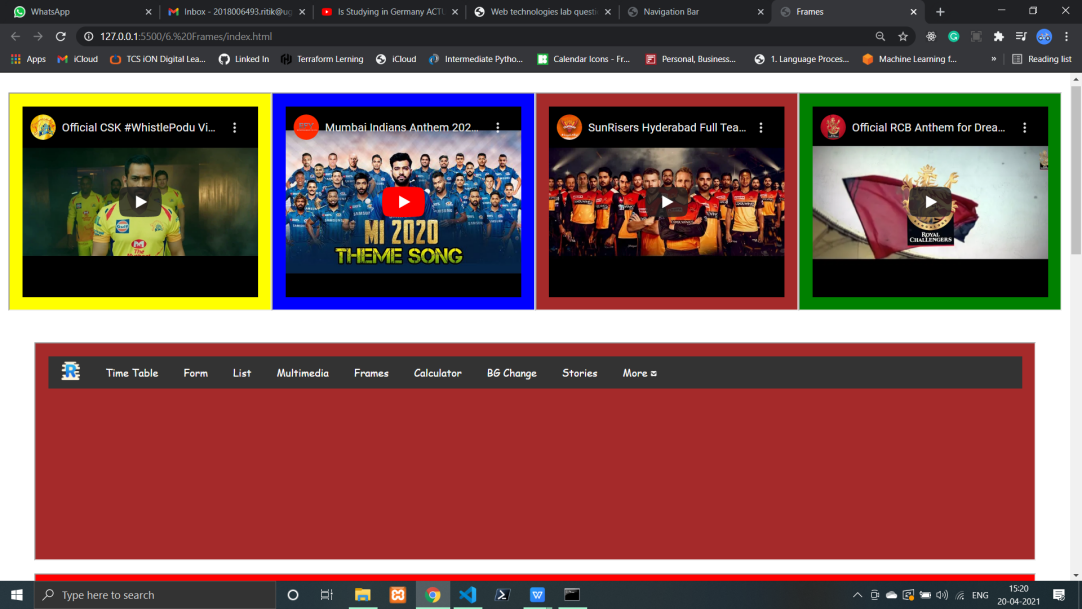 WhatsApp
Inbox - 2018006493.ritik@ug
Is Studying in Germany ACTU
Web technologies lab questi
Navigation Bar
Frames
127.0.0.1:5500/6.%20Frames/index.html
Apps
iCloud
TCS iON Digital Lea...
Linked In
Terraform Lerning
iCloud
Intermediate Pytho...
Calendar Icons - Fr...
Personal, Business...
1. Language Proces...
Machine Learning f...
»
Reading list
Official CSK #WhistlePodu Vi...
Mumbai Indians Anthem 202...
SunRisers Hyderabad Full Tea...
Official RCB Anthem for Drea...
MI 2020
THEME SONG
ROYAL
CHALLENGERS
R
Time Table
Form
List
Multimedia
Frames
Calculator
BG Change
Stories
More
Type here to search
ENG
15:20
20-04-2021